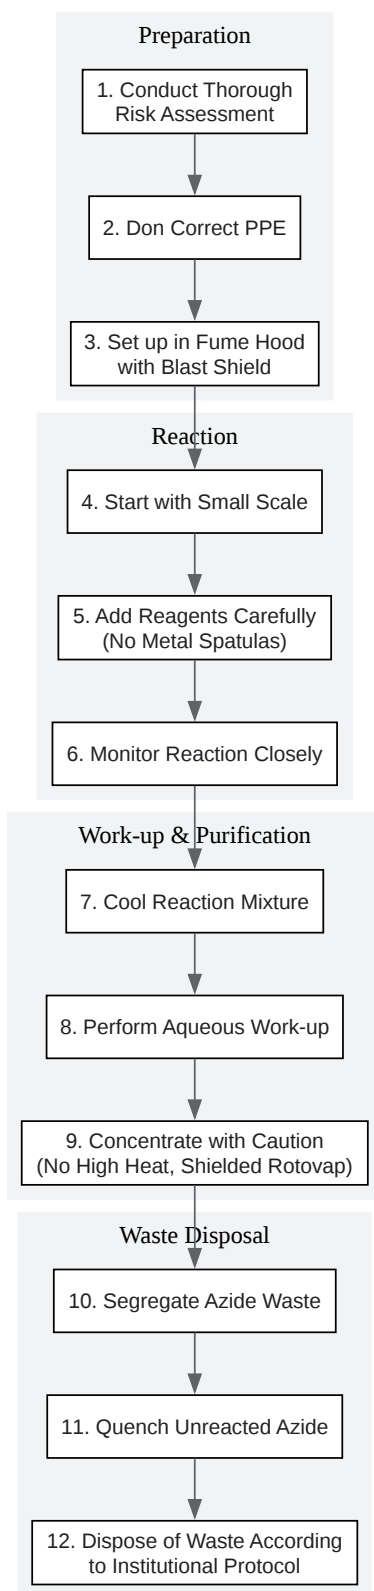 Preparation
1. Conduct Thorough
Risk Assessment
2. Don Correct PPE
3. Set up in Fume Hood
with Blast Shield
Reaction
4. Start with Small Scale
5. Add Reagents Carefully
(No Metal Spatulas)
6. Monitor Reaction Closely
Work-up & Purification
7. Cool Reaction Mixture
8. Perform Aqueous Work-up
9. Concentrate with Caution
(No High Heat, Shielded Rotovap)
Waste Disposal
10. Segregate Azide Waste
11. Quench Unreacted Azide
12. Dispose of Waste According
to Institutional Protocol